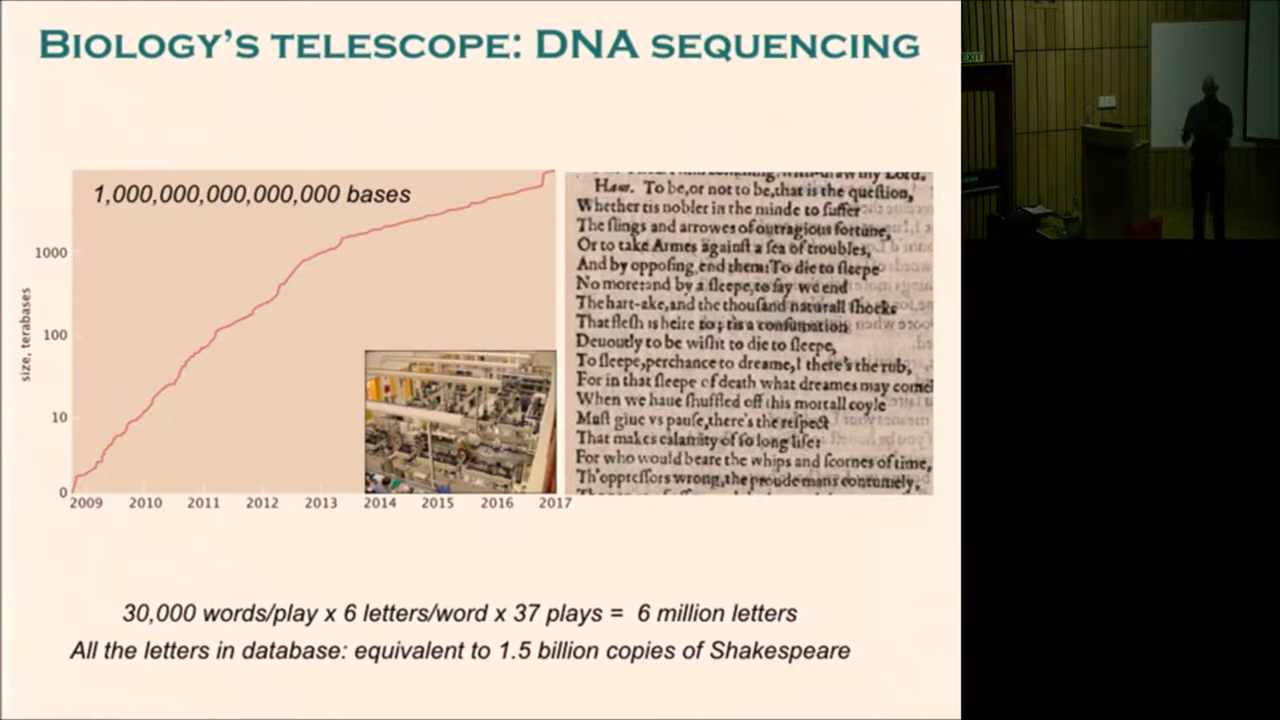 BIOLOGY'S TELESCOPE: DNA SEQUENCING
1,000,000,000,000,000 bases
size, terabases
1000
100
10
0
2009 2010 2011 2012 2013 2014 2015 2016 2017
Ham. To be, or not to be, that is the queſtion,
Whether tis nobler in the minde to ſuffer
The ſlings and arrowes of outragious fortune,
Or to take Armes againſt a ſea of troubles,
And by oppoſing, end them: To die to ſleepe
No more: and by a ſleepe, to ſay we end
The hart-ake, and the thouſand naturall ſhocks
That fleſh is heire to; tis a conſumation
Deuoutly to be wiſht to die to ſleepe,
To ſleepe, perchance to dreame, I there's the rub,
For in that ſleepe of death what dreames may come
When we haue ſhuffled off this mortall coyle
Muſt giue vs pauſe, there's the reſpect
That makes calamity of ſo long life:
For who would beare the whips and ſcornes of time,
Th'oppreſſors wrong, the proude mans contumely,
30,000 words/play x 6 letters/word x 37 plays = 6 million letters
All the letters in database: equivalent to 1.5 billion copies of Shakespeare
EXIT